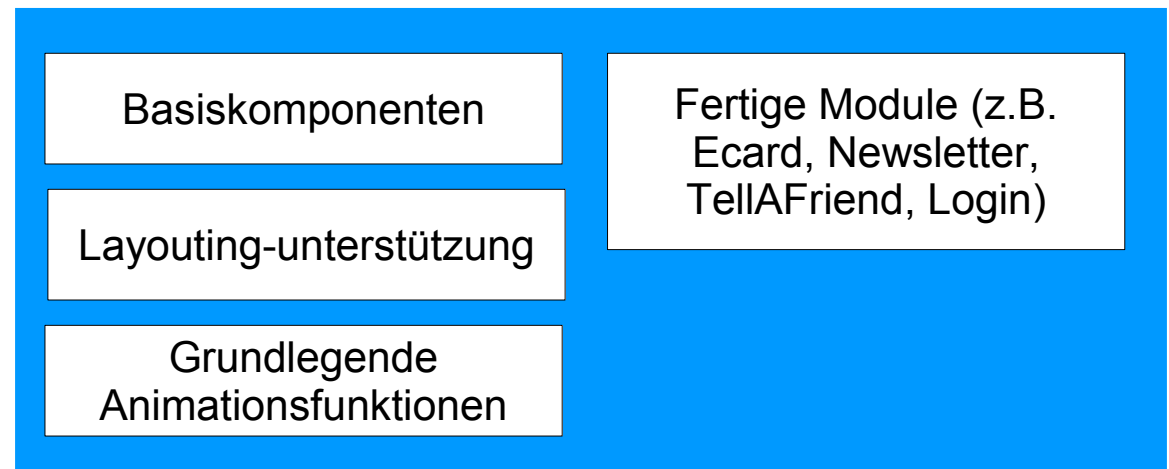 Basiskomponenten
Layouting-unterstützung
Grundlegende
Animationsfunktionen
Fertige Module (z.B.
Ecard, Newsletter,
TellAFriend, Login)